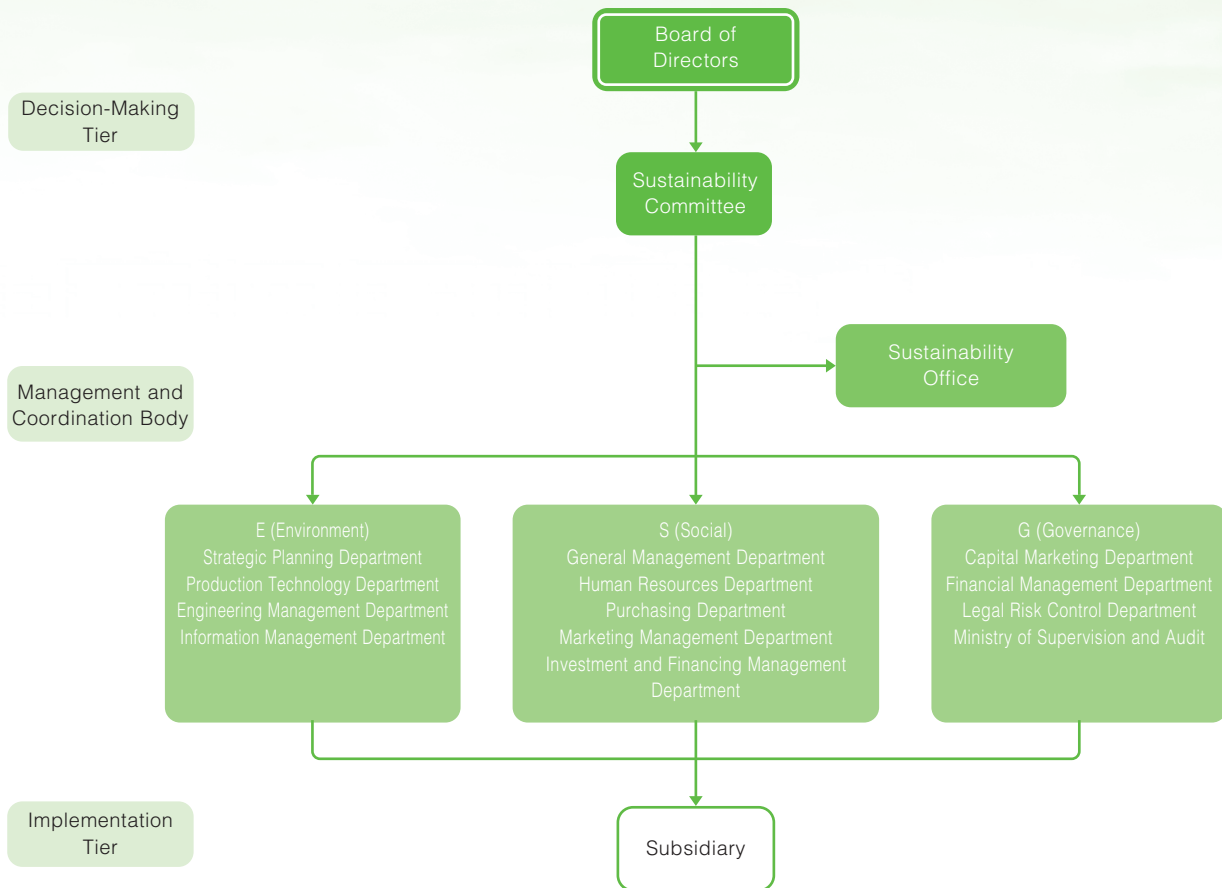 Board of
Directors
Decision-Making
Tier
Sustainability
Committee
Sustainability
Office
Management and
Coordination Body
E (Environment)
Strategic Planning Department
Production Technology Department
Engineering Management Department
Information Management Department
S (Social)
General Management Department
Human Resources Department
Purchasing Department
Marketing Management Department
Investment and Financing Management
Department
G (Governance)
Capital Marketing Department
Financial Management Department
Legal Risk Control Department
Ministry of Supervision and Audit
Implementation
Tier
Subsidiary